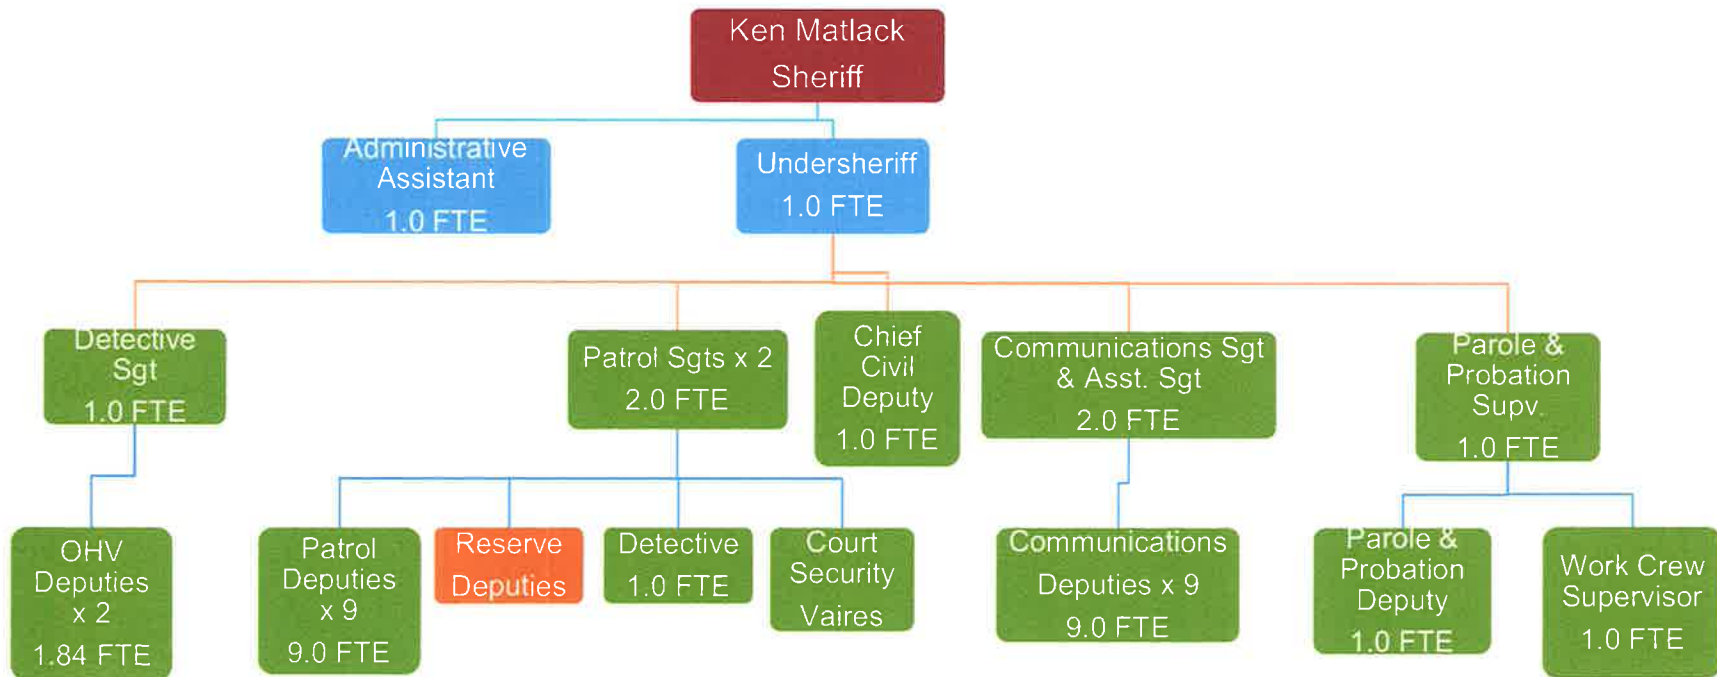 Ken Matlack
Sheriff
Administrative
Assistant
1.0 FTE
Undersheriff
1.0 FTE
Detective
Sgt
1.0 FTE
Patrol Sgts x 2
2.0 FTE
Chief
Civil
Deputy
1.0 FTE
Communications Sgt
& Asst. Sgt
2.0 FTE
Parole &
Probation
Supv.
1.0 FTE
OHV
Deputies
x 2
1.84 FTE
Patrol
Deputies
x 9
9.0 FTE
Reserve
Deputies
Detective
1.0 FTE
Court
Security
Vaires
Communications
Deputies x 9
9.0 FTE
Parole &
Probation
Deputy
1.0 FTE
Work Crew
Supervisor
1.0 FTE